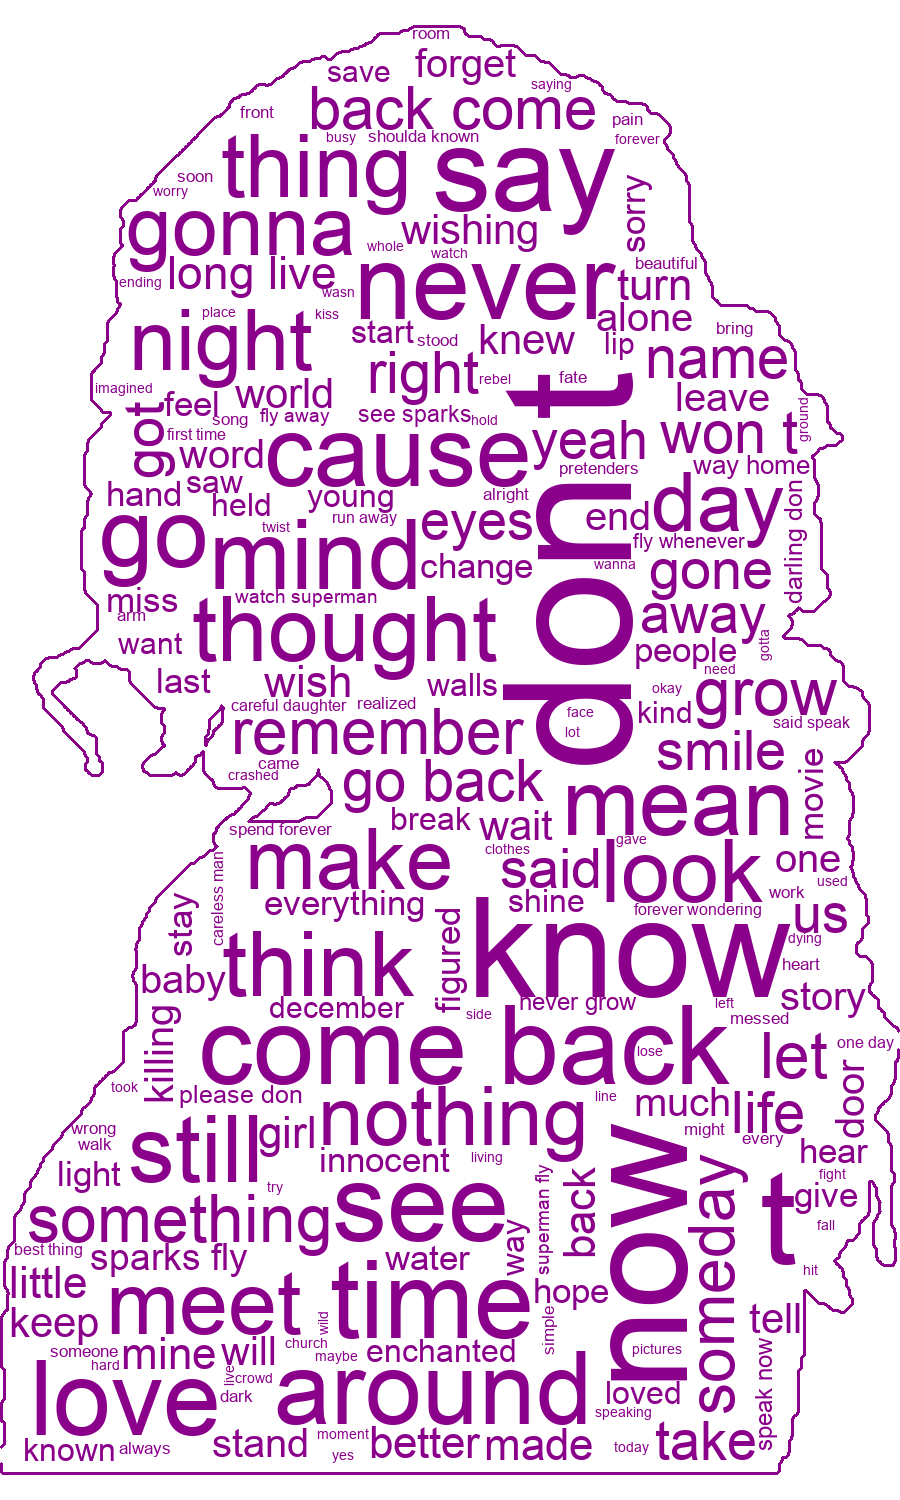 room
forget
save
saying
back come
front
pain
busy
shoulda known
forever
thing
say
soon
worry
sorry
gonna
wishing
whole
watch
beautiful
long live
ending
never
turn
wasn
place
kiss
alone
night
start
stood
knew
lip
bring
name
right
rebel
fate
imagined
world
leave
feel
song
fly away
see sparks
hold
t
ground
got
first time
cause
yeah
won t
word
pretenders
way home
saw
hand
held
young
alright
day
darling don
go
twist
run away
eyes
end
mind
fly whenever
change
wanna
gone
miss
watch superman
arm
thought
don
away
want
people
gotta
last
wish
walls
need
okay
grow
careful daughter
realized
face
kind
said speak
remember
lot
smile
came
crashed
go back
mean
movie
break
wait
spend forever
gave
clothes
make
said
look
one
careless man
used
everything
shine
work
stay
forever wondering
us
figured
know
think
dying
baby
heart
december
never grow
left
story
side
messed
killing
come back
lose
let
one day
took
please don
line
much
life
door
nothing
wrong
walk
still
girl
might
every
innocent
living
hear
light
try
fight
superman fly
back
now
someday
t
give
something
see
way
fall
best thing
sparks fly
water
hit
little
meet
time
hope
keep
wild
simple
tell
someone
mine
will
church
maybe
enchanted
pictures
hard
live
crowd
speak now
love
dark
around
loved
speaking
known
always
stand
moment
yes
better
made
today
take